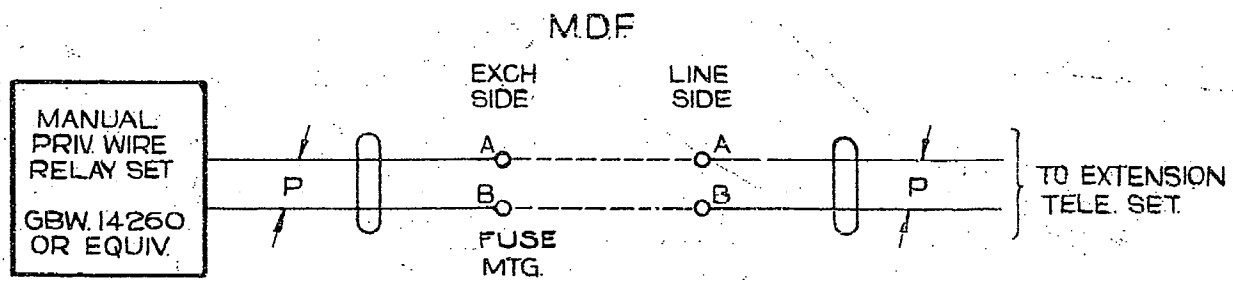 M.D.F.
EXCH
SIDE
LINE
SIDE
MANUAL
PRIV. WIRE
RELAY SET
GBW. 14260
OR EQUIV.
P
A
B
FUSE
MTG.
A
B
P
TO EXTENSION
TELE. SET.